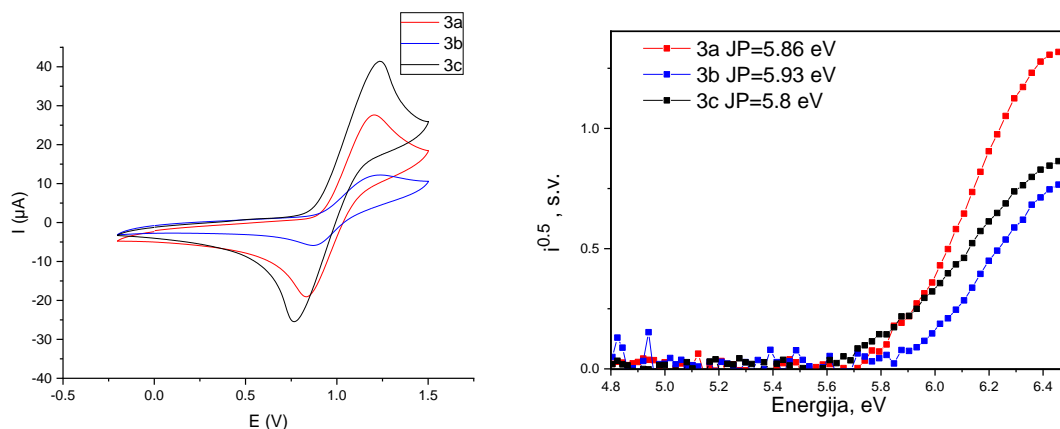 3a
3b
3c
40
30
20
10
0
-10
-20
-30
-40
-0.5
0.0
0.5
1.0
1.5
I (µA)
E (V)
3a JP=5.86 eV
3b JP=5.93 eV
3c JP=5.8 eV
1.0
0.5
0.0
4.8
5.0
5.2
5.4
5.6
5.8
6.0
6.2
6.4
i^0.5, s.v.
Energija, eV